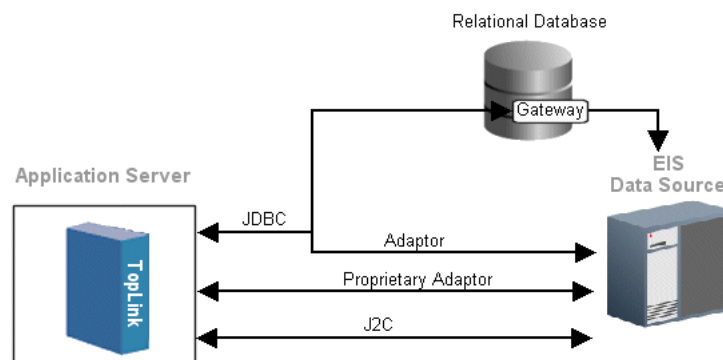 Relational Database
Gateway
EIS
Data Source
Application Server
JDBC
Adaptor
TopLink
Proprietary Adaptor
J2C